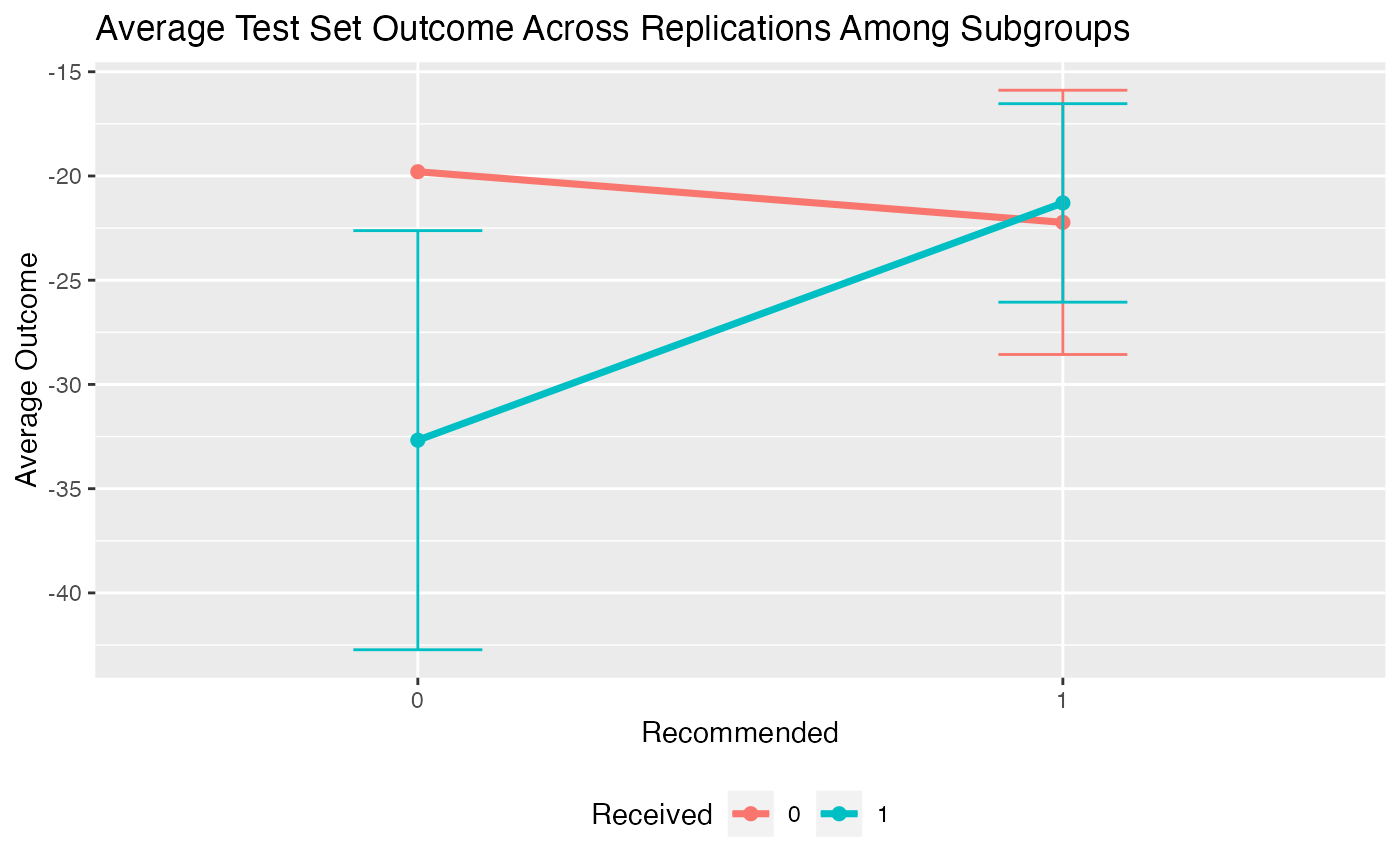 Average Test Set Outcome Across Replications Among Subgroups
-15
-20
-25
-30
-35
-40
Average Outcome
0 1
Recommended
Received 0 1